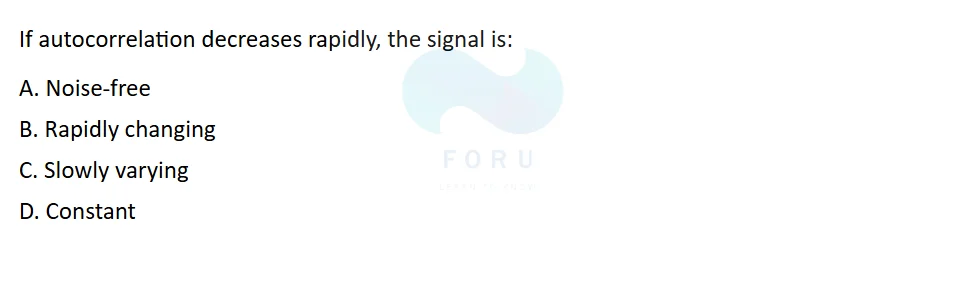 If autocorrelation decreases rapidly, the signal is:
A. Noise-free
B. Rapidly changing
FORU
C. Slowly varying
D. Constant